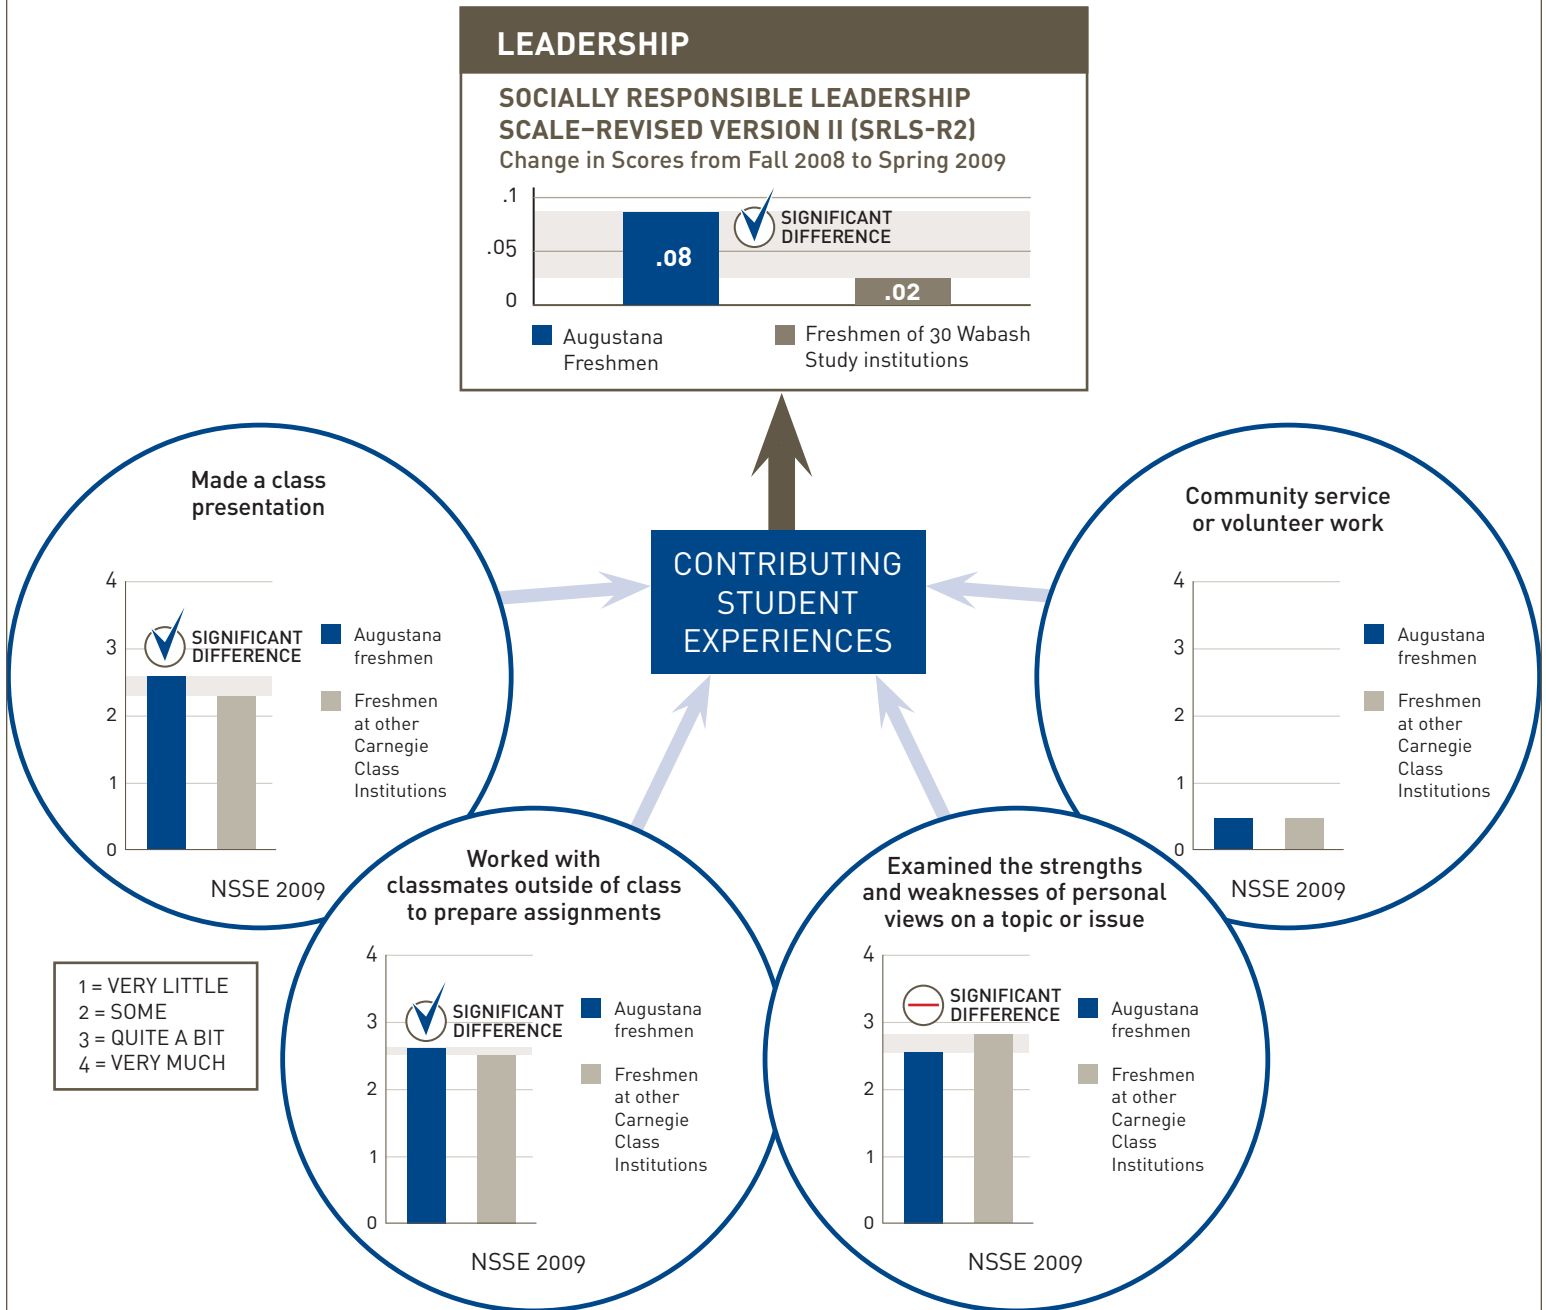 LEADERSHIP
SOCIALLY RESPONSIBLE LEADERSHIP
SCALE–REVISED VERSION II (SRLS-R2)
Change in Scores from Fall 2008 to Spring 2009
.1
.05
0
.08
SIGNIFICANT
DIFFERENCE
.02
Augustana
Freshmen
Freshmen of 30 Wabash
Study institutions
CONTRIBUTING
STUDENT
EXPERIENCES
Made a class
presentation
4
3
2
1
0
SIGNIFICANT
DIFFERENCE
Augustana
freshmen
Freshmen
at other
Carnegie
Class
Institutions
NSSE 2009
Community service
or volunteer work
4
3
2
1
0
Augustana
freshmen
Freshmen
at other
Carnegie
Class
Institutions
NSSE 2009
Worked with
classmates outside of class
to prepare assignments
4
3
2
1
0
SIGNIFICANT
DIFFERENCE
Augustana
freshmen
Freshmen
at other
Carnegie
Class
Institutions
NSSE 2009
Examined the strengths
and weaknesses of personal
views on a topic or issue
4
3
2
1
0
SIGNIFICANT
DIFFERENCE
Augustana
freshmen
Freshmen
at other
Carnegie
Class
Institutions
NSSE 2009
1 = VERY LITTLE
2 = SOME
3 = QUITE A BIT
4 = VERY MUCH